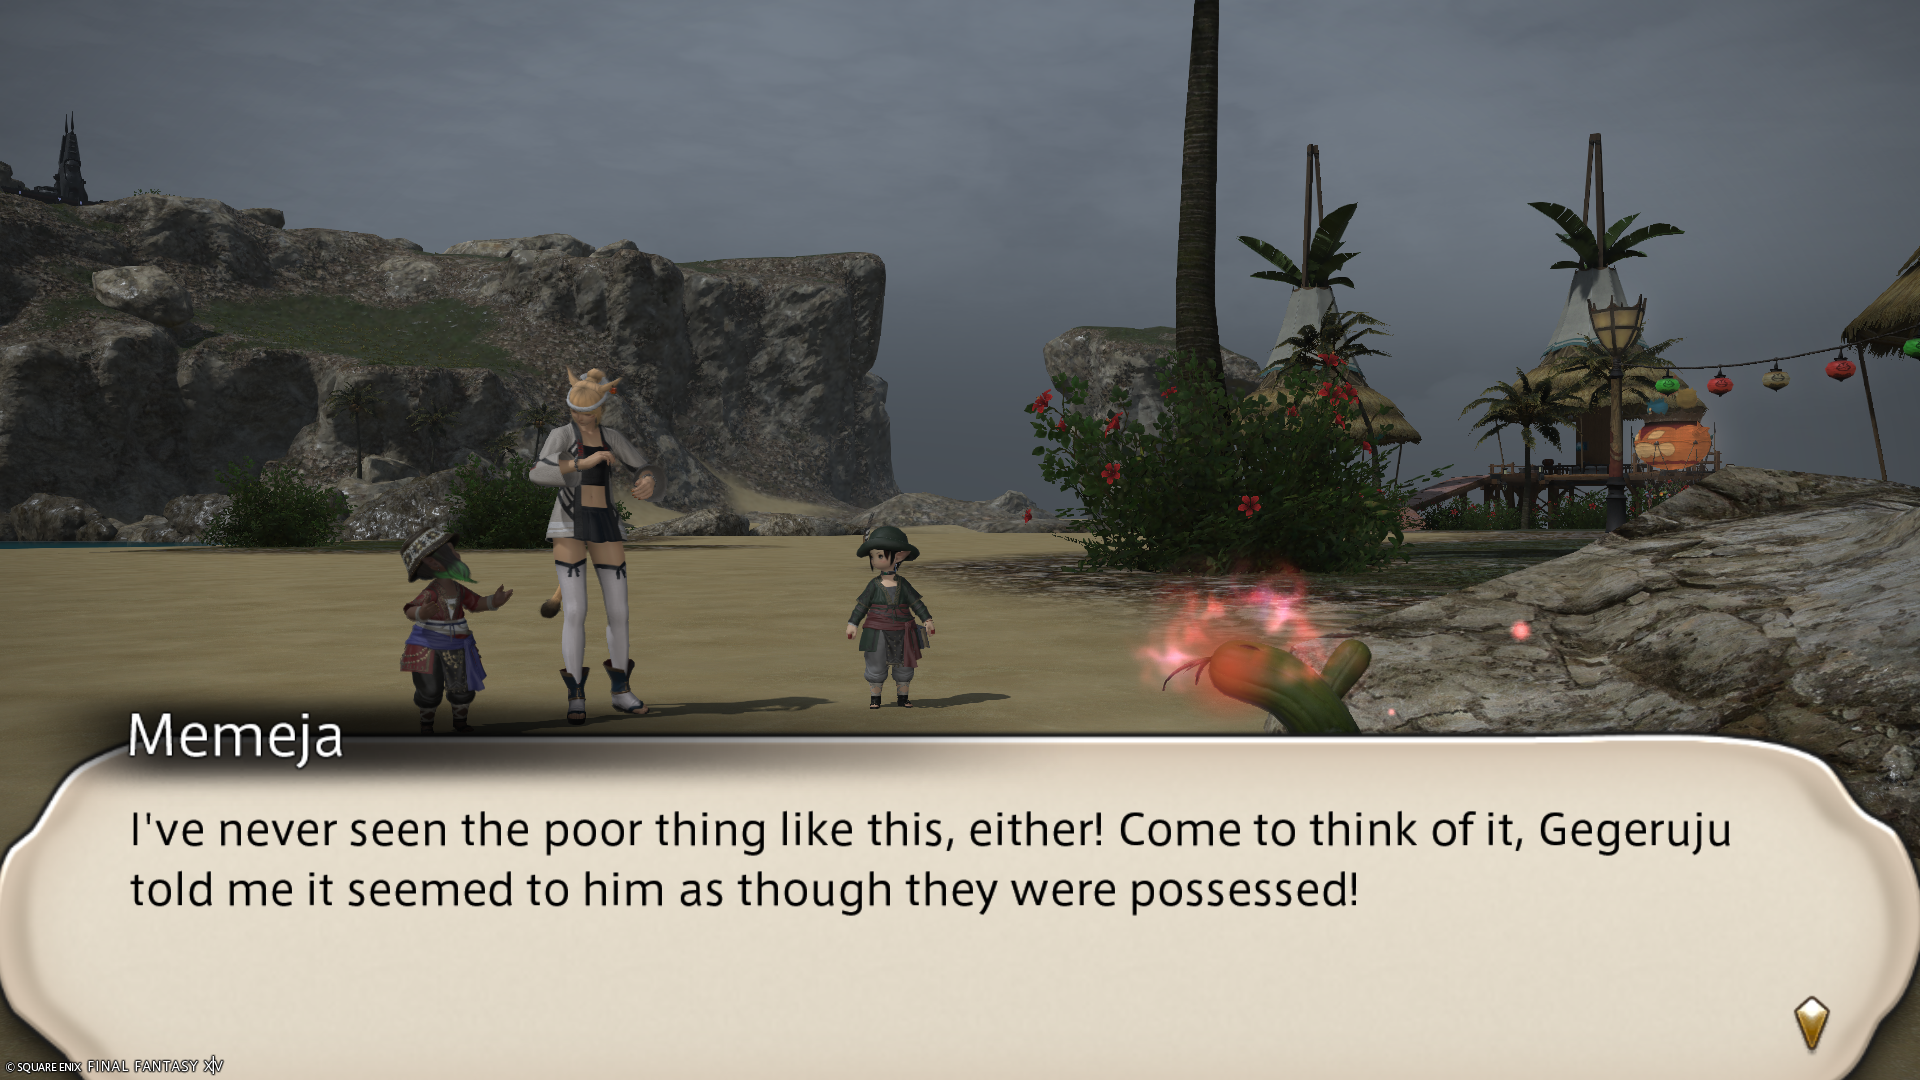 Memeja
I've never seen the poor thing like this, either! Come to think of it, Gegeruju
told me it seemed to him as though they were possessed!
© SQUARE ENIX FINAL FANTASY XIV